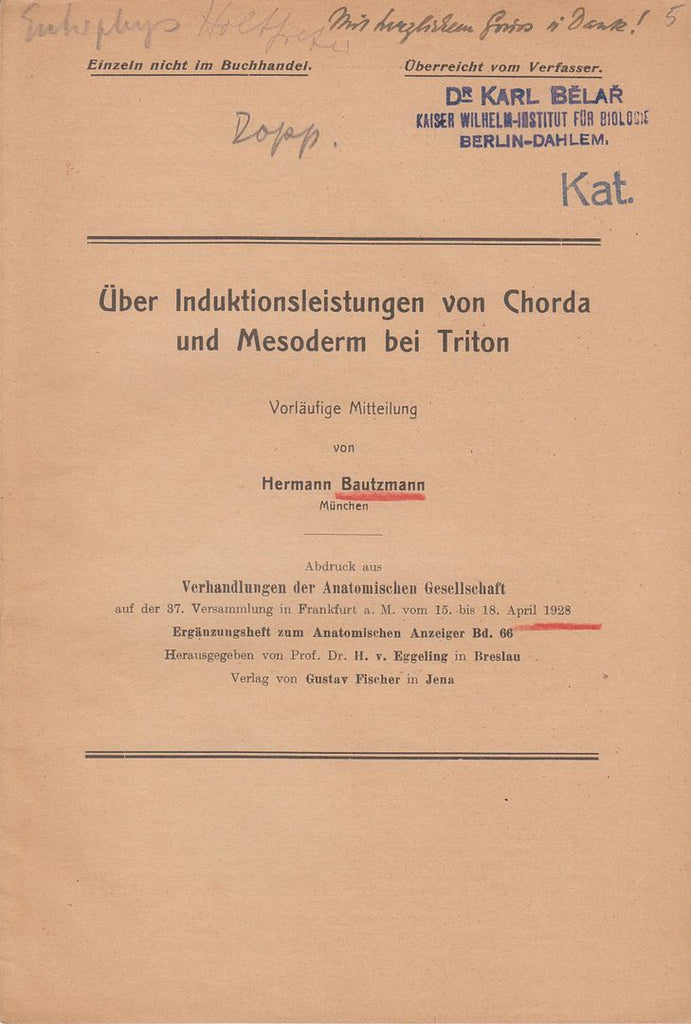 Holtfreter Mit herzlichem Gruss u Dank! 5
Einzeln nicht im Buchhandel. Überreicht vom Verfasser.
DR KARL BĚLAŘ
KAISER WILHELM-INSTITUT FÜR BIOLOGIE
BERLIN-DAHLEM.
Dopp.
Kat.
Über Induktionsleistungen von Chorda
und Mesoderm bei Triton
Vorläufige Mitteilung
von
Hermann Bautzmann
München
Abdruck aus
Verhandlungen der Anatomischen Gesellschaft
auf der 37. Versammlung in Frankfurt a. M. vom 15. bis 18. April 1928
Ergänzungsheft zum Anatomischen Anzeiger Bd. 66
Herausgegeben von Prof. Dr. H. v. Eggeling in Breslau
Verlag von Gustav Fischer in Jena